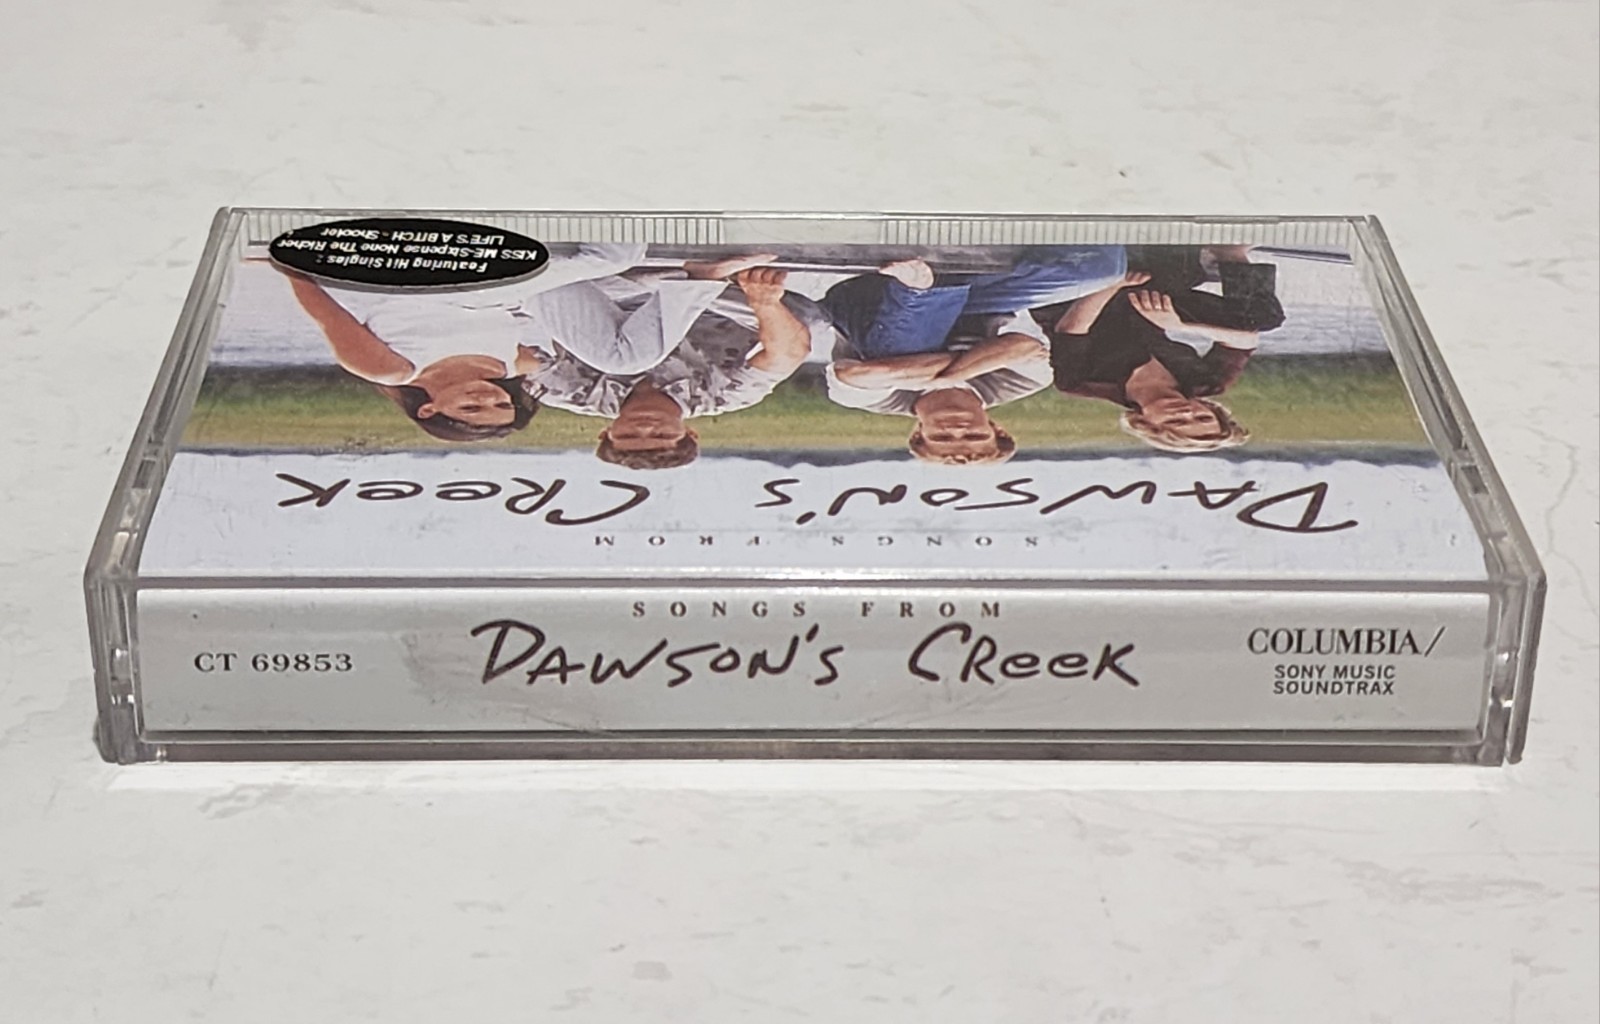 Featuring Hit Singles:
KISS ME-Sixpense None The Richer
LIFE'S A BITCH - Shooter
SONGS FROM
DAWSON'S CREEK
SONGS FROM
CT 69853
DAWSON'S CREEK
COLUMBIA/
SONY MUSIC
SOUNDTRAX